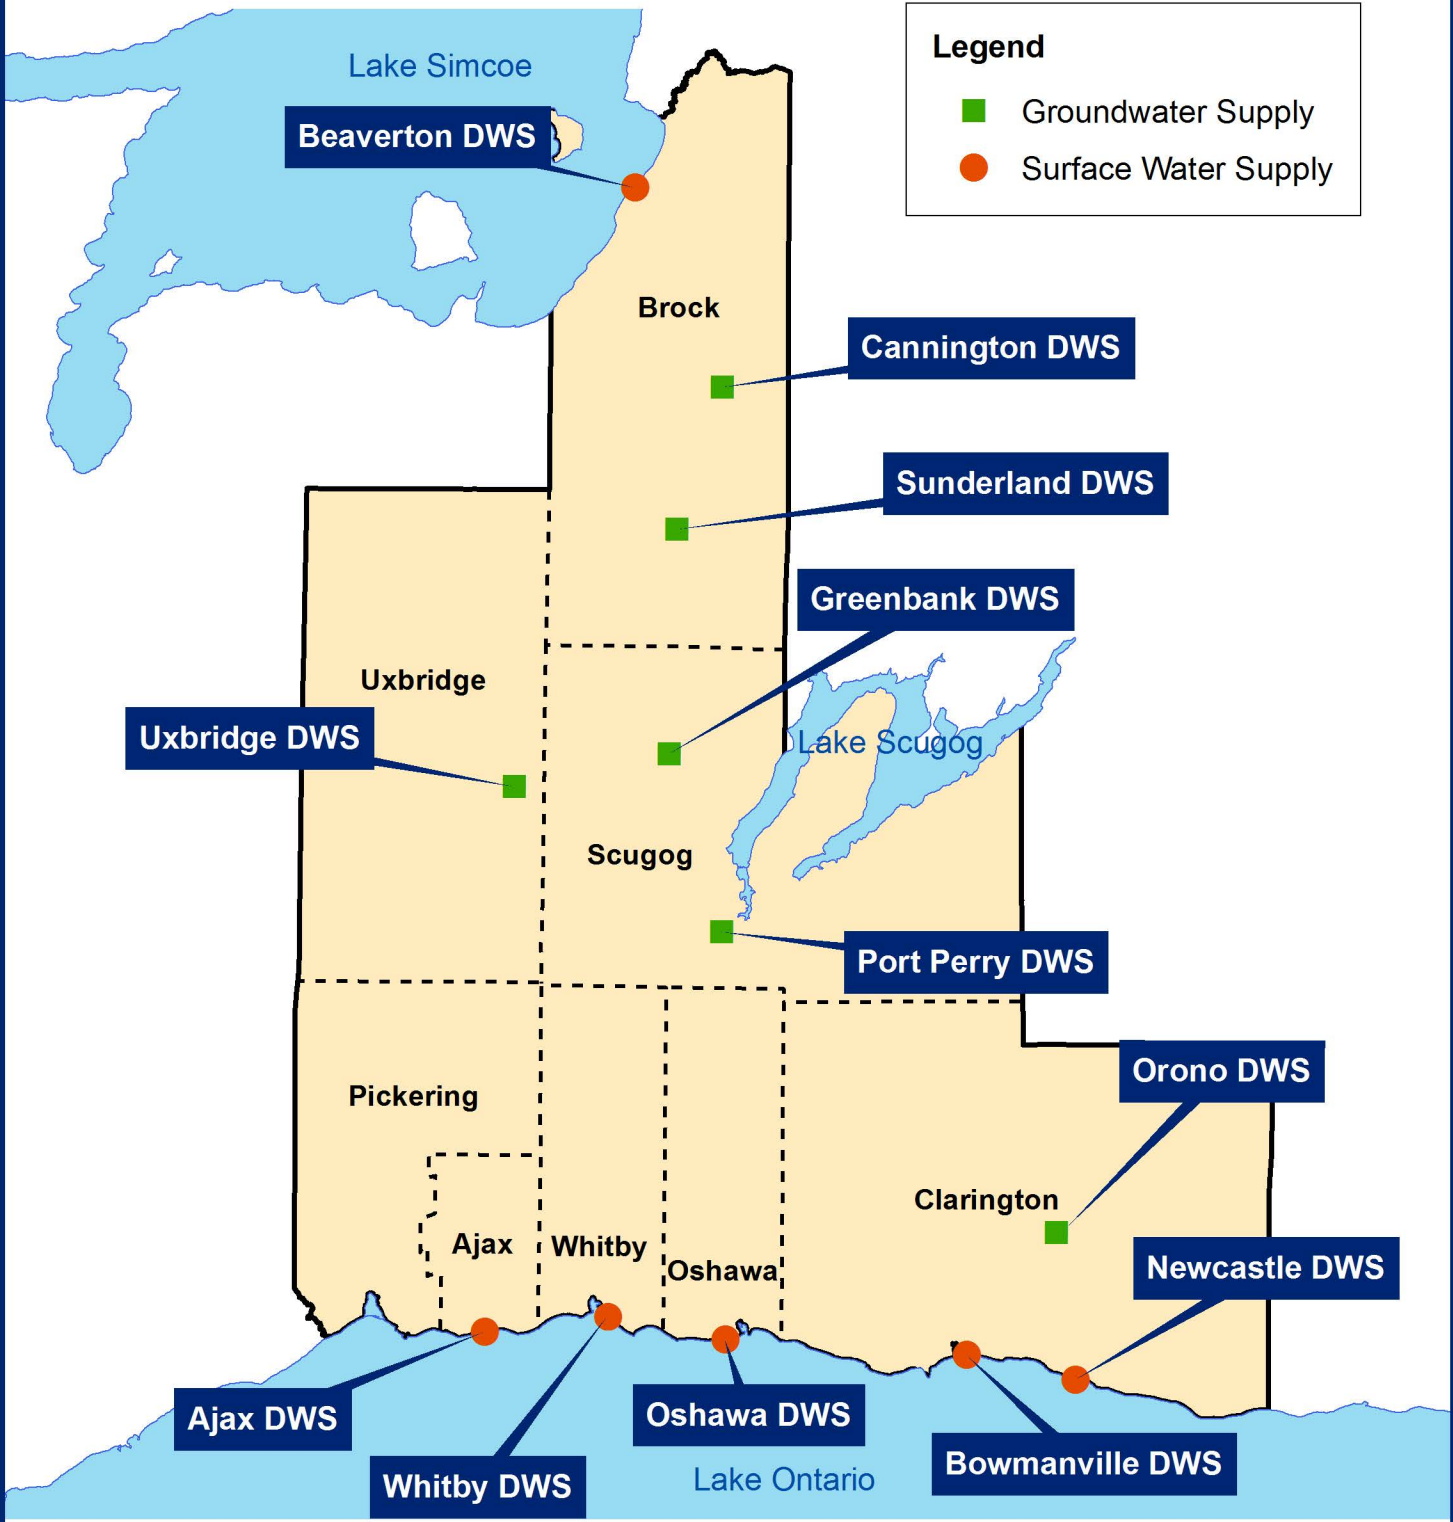 Lake Simcoe
Legend
Groundwater Supply
Surface Water Supply
Beaverton DWS
Brock
Cannington DWS
Sunderland DWS
Greenbank DWS
Uxbridge
Uxbridge DWS
Lake Scugog
Scugog
Port Perry DWS
Orono DWS
Pickering
Clarington
Ajax
Whitby
Oshawa
Newcastle DWS
Ajax DWS
Oshawa DWS
Bowmanville DWS
Whitby DWS
Lake Ontario